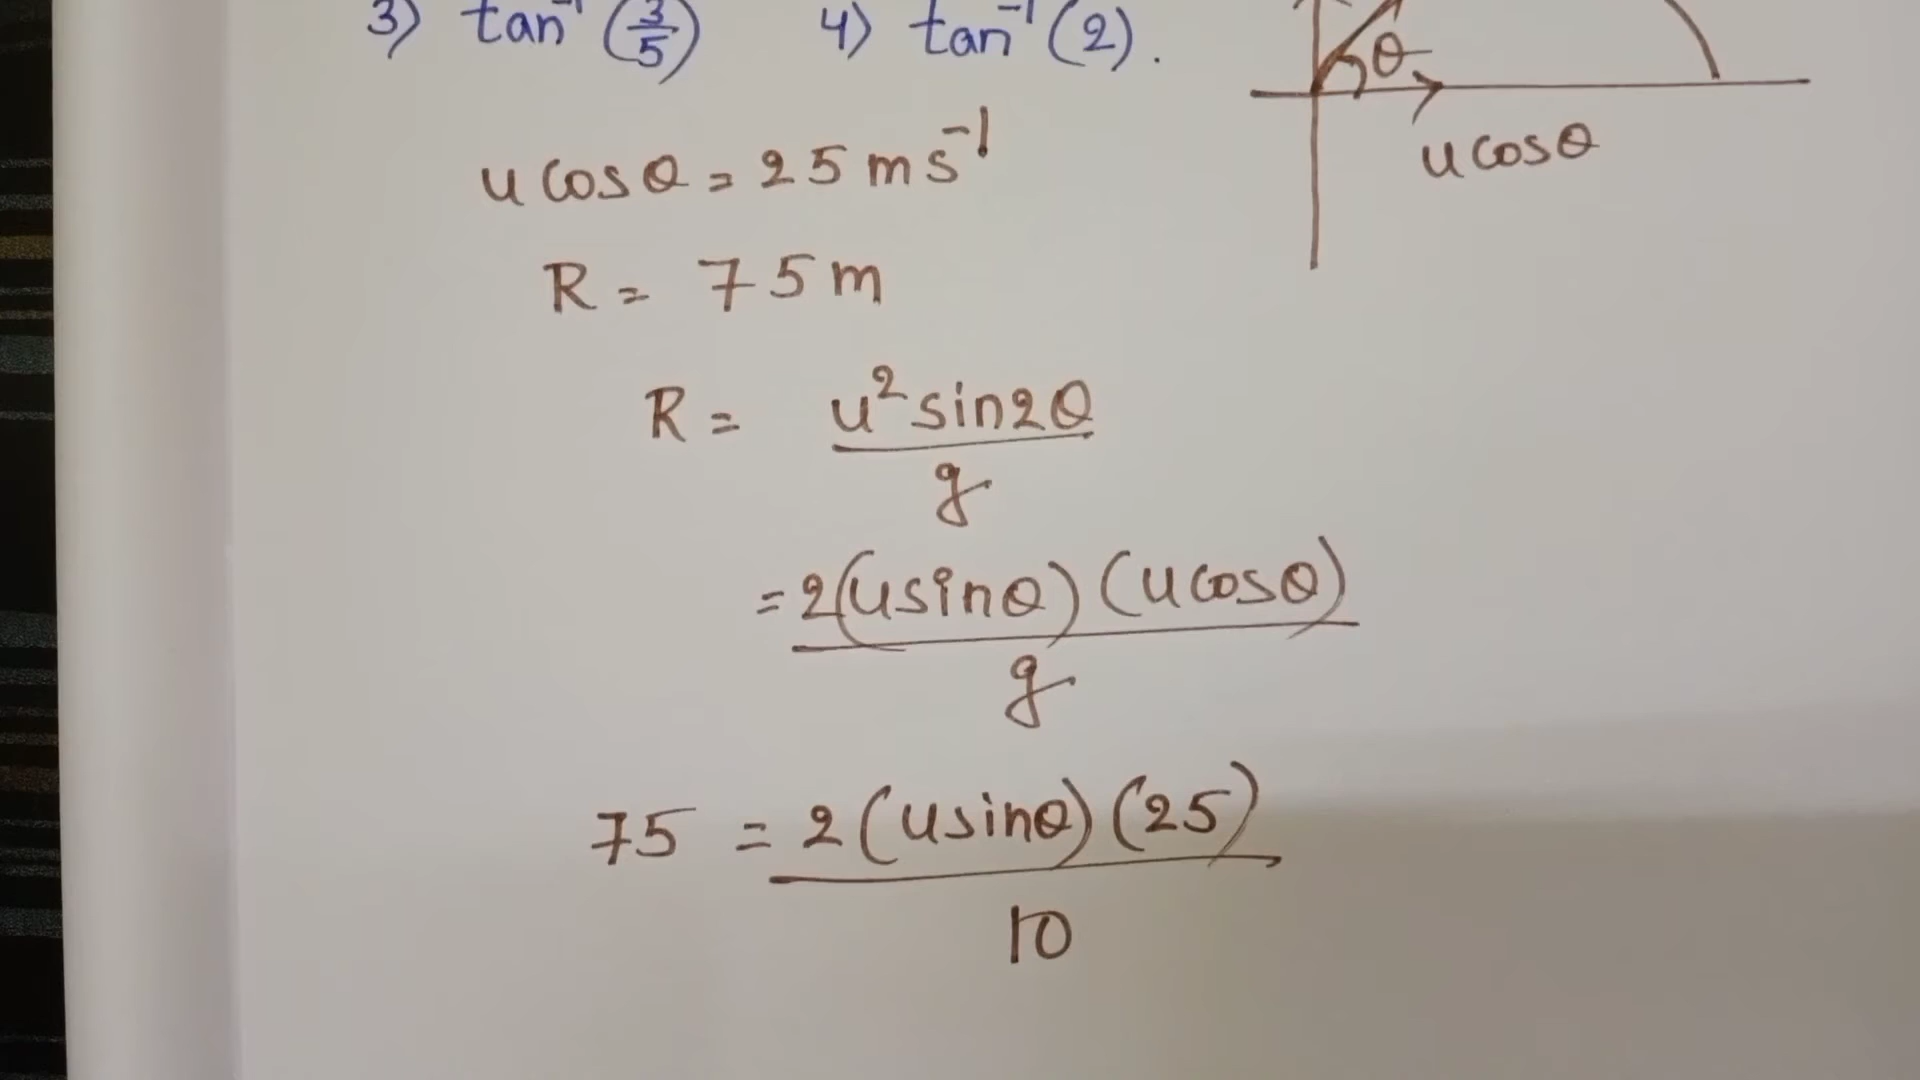 3) tan⁻¹(3/5)   4) tan⁻¹(2).
θ
u cosθ
u cosθ = 25 ms⁻¹
R = 75 m
R = u² sin2θ / g
= 2(u sinθ)(u cosθ) / g
75 = 2(u sinθ)(25) / 10